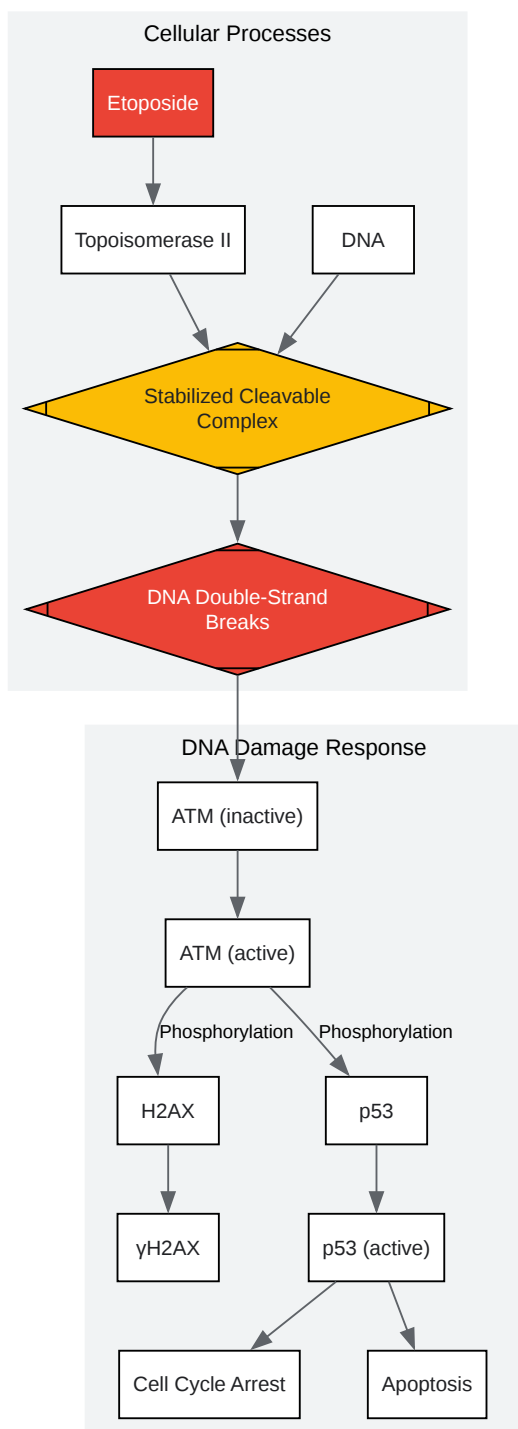 Cellular Processes
Etoposide
Topoisomerase II
DNA
Stabilized Cleavable
Complex
DNA Double-Strand
Breaks
DNA Damage Response
ATM (inactive)
ATM (active)
Phosphorylation
Phosphorylation
H2AX
p53
γH2AX
p53 (active)
Cell Cycle Arrest
Apoptosis